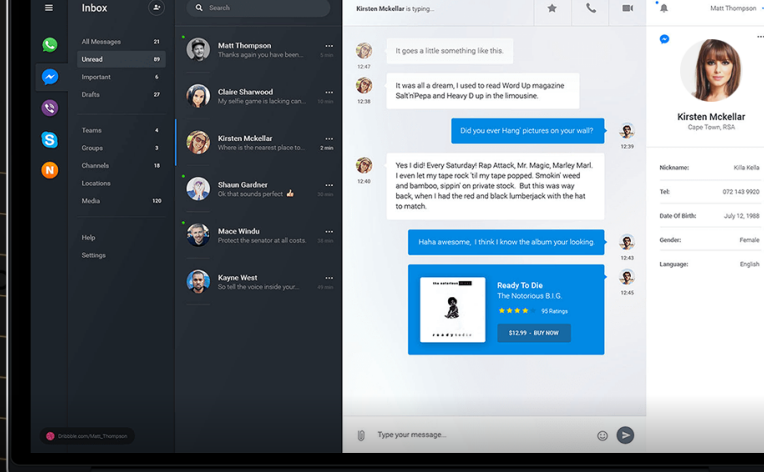 Inbox
All Messages 21
Unread 89
Important 6
Drafts 27
Teams 4
Groups 3
Channels 18
Locations
Media 120
Help
Settings
Dribbble.com/Matt_Thompson
Search
Matt Thompson
Thanks again you have been...
5 min
Claire Sharwood
My selfie game is lacking can...
Kirsten Mckellar
Where is the nearest place to...
2 min
Shaun Gardner
Ok that sounds perfect
Mace Windu
Protect the senator at all costs.
Kayne West
So tell the voice inside your...
Kirsten Mckellar is typing...
It goes a little something like this.
12:47
It was all a dream, I used to read Word Up magazine
Salt'n'Pepa and Heavy D up in the limousine.
12:38
Did you ever Hang' pictures on your wall?
12:39
Yes I did! Every Saturday! Rap Attack, Mr. Magic, Marley Marl.
I even let my tape rock 'til my tape popped. Smokin' weed
and bamboo, sippin' on private stock. But this was way
back, when I had the red and black lumberjack with the hat
to match.
12:40
Haha awesome, I think I know the album your looking
12:43
the notorious
Ready To Die
The Notorious B.I.G.
95 Ratings
$12.99 - BUY NOW
12:45
Type your message...
Matt Thompson
Kirsten Mckellar
Cape Town, RSA
Nickname: Killa Kella
Tel: 072 143 9920
Date Of Birth: July 12, 1988
Gender: Female
Language: English